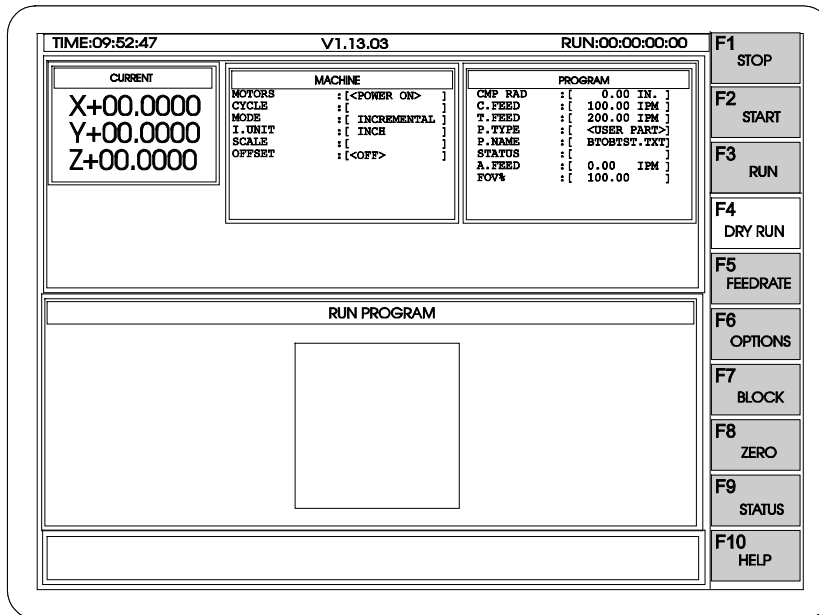 TIME:09:52:47 V1.13.03 RUN:00:00:00:00
CURRENT
X+00.0000
Y+00.0000
Z+00.0000
MACHINE
MOTORS :[<POWER ON> ]
CYCLE :[ ]
MODE :[ INCREMENTAL ]
I.UNIT :[ INCH ]
SCALE :[ ]
OFFSET :[<OFF> ]
PROGRAM
CMP RAD :[ 0.00 IN. ]
C.FEED :[ 100.00 IPM ]
T.FEED :[ 200.00 IPM ]
P.TYPE :[ <USER PART>]
P.NAME :[ BTOBTST.TXT]
STATUS :[ ]
A.FEED :[ 0.00 IPM ]
FOV% :[ 100.00 ]
RUN PROGRAM
F1
STOP
F2
START
F3
RUN
F4
DRY RUN
F5
FEEDRATE
F6
OPTIONS
F7
BLOCK
F8
ZERO
F9
STATUS
F10
HELP